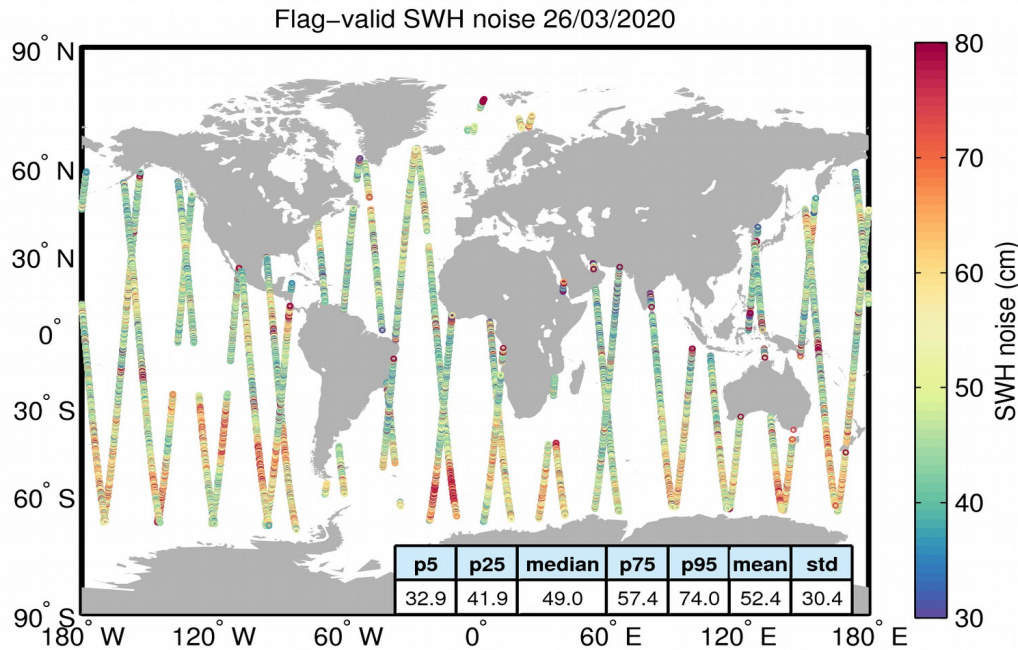 Flag−valid SWH noise 26/03/2020
90° N
60° N
30° N
0°
30° S
60° S
90° S
180° W
120° W
60° W
0°
60° E
120° E
180° E
p5 p25 median p75 p95 mean std
32.9 41.9 49.0 57.4 74.0 52.4 30.4
80
70
60
50
40
30
SWH noise (cm)